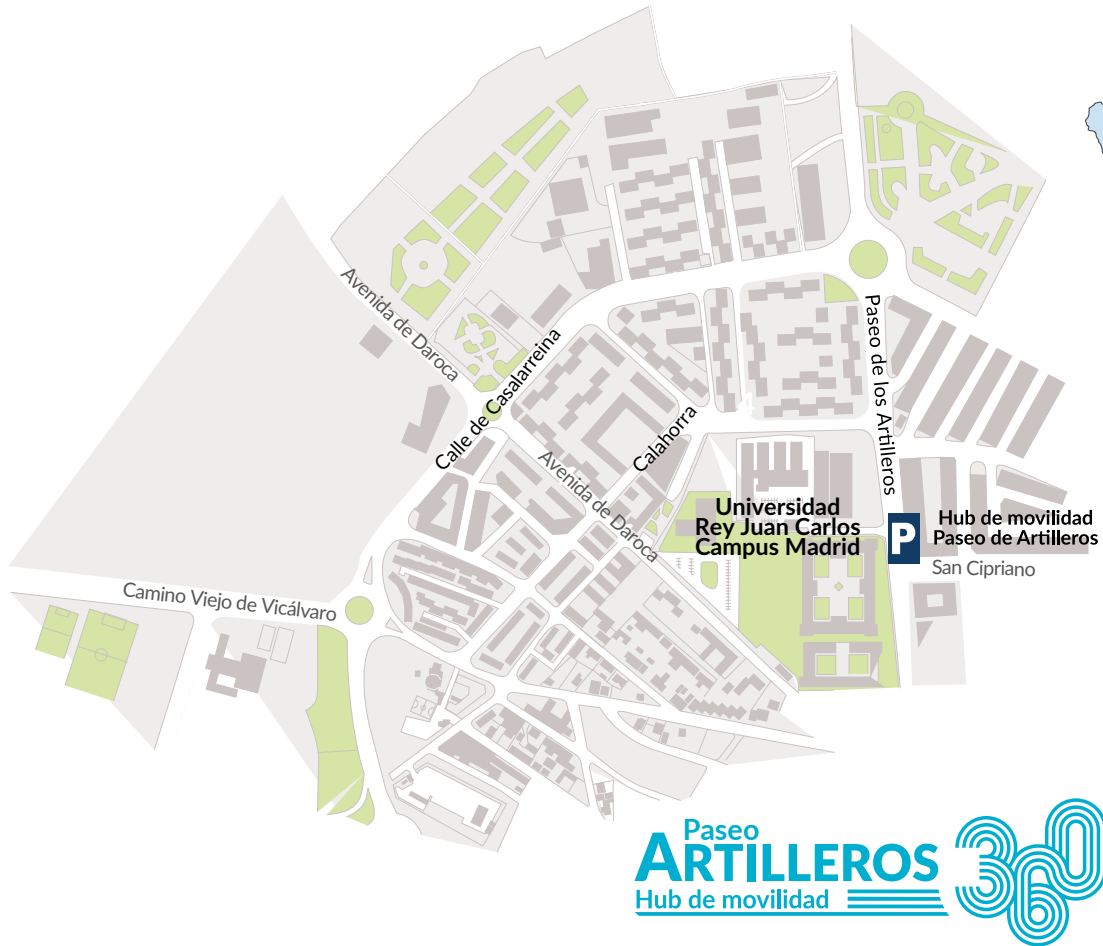 Avenida de Daroca
Calle de Casalarreina
Paseo de los Artilleros
4
Calahorra
Avenida de Daroca
Universidad
Rey Juan Carlos
Campus Madrid
P
Hub de movilidad
Paseo de Artilleros
San Cipriano
Camino Viejo de Vicálvaro
Paseo
ARTILLEROS
Hub de movilidad
360